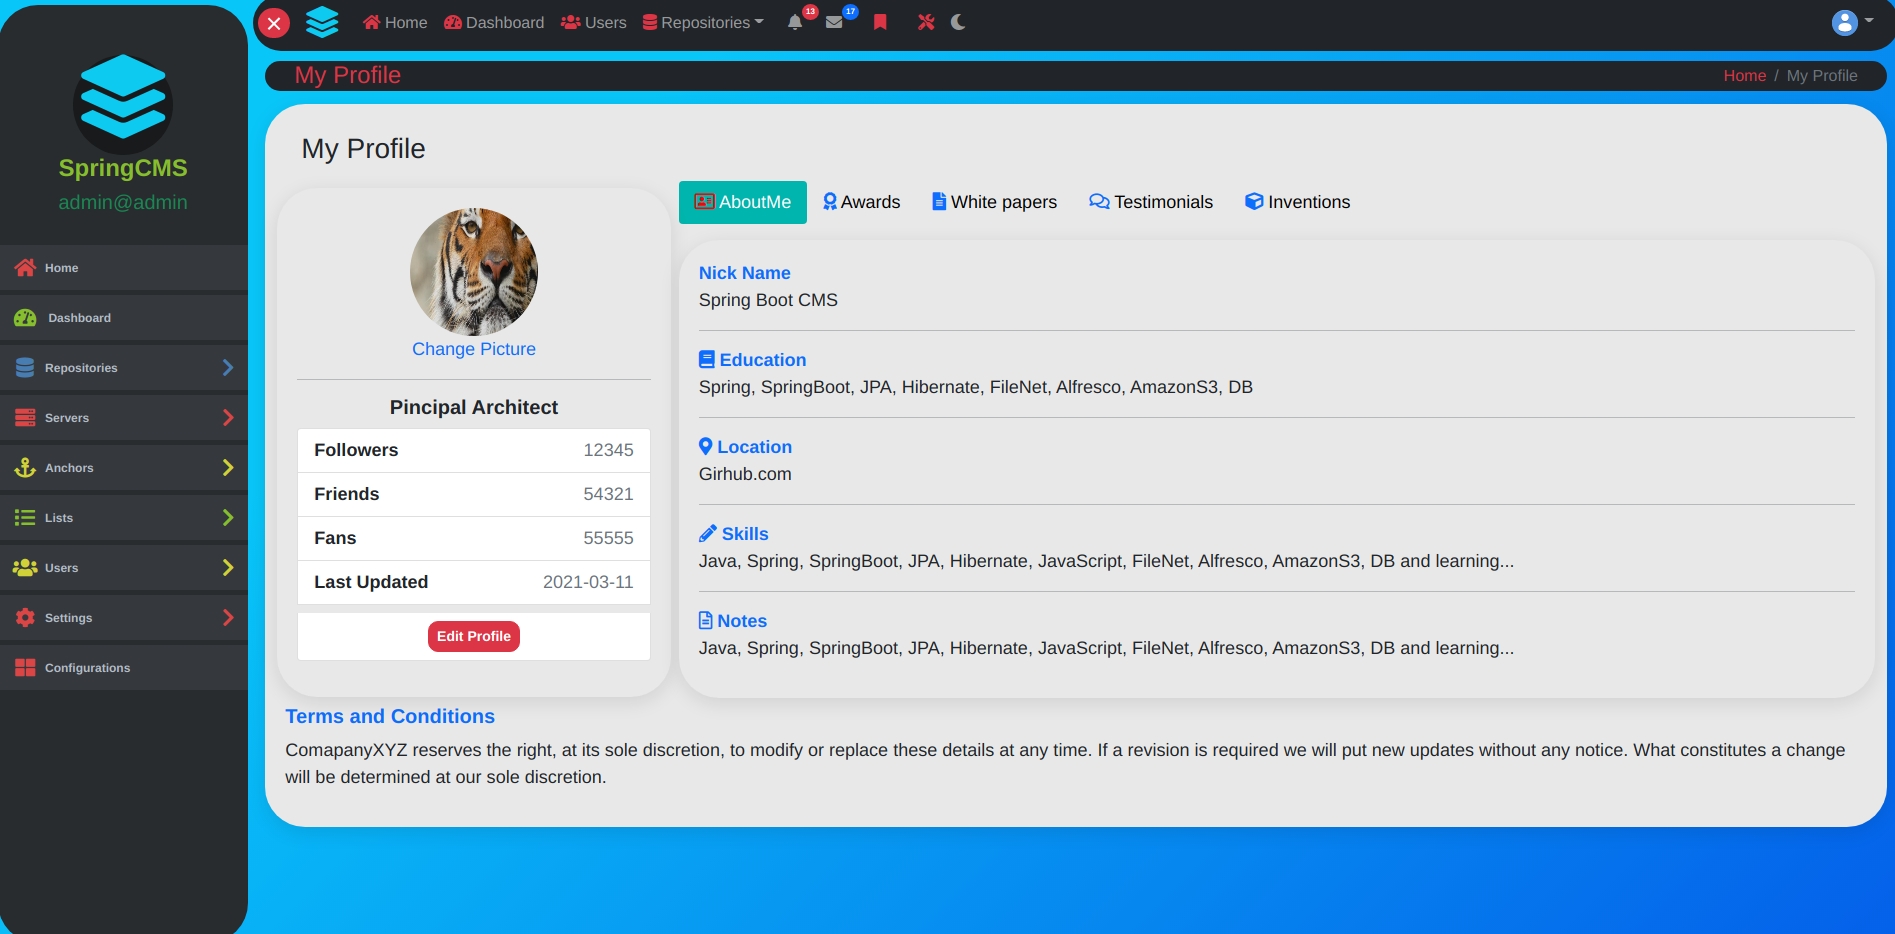 SpringCMS
admin@admin
Home
Dashboard
Repositories
Servers
Anchors
Lists
Users
Settings
Configurations
Home Dashboard Users Repositories 13 17
My Profile
Home / My Profile
My Profile
Change Picture
Pincipal Architect
Followers 12345
Friends 54321
Fans 55555
Last Updated 2021-03-11
Edit Profile
AboutMe Awards White papers Testimonials Inventions
Nick Name
Spring Boot CMS
Education
Spring, SpringBoot, JPA, Hibernate, FileNet, Alfresco, AmazonS3, DB
Location
Girhub.com
Skills
Java, Spring, SpringBoot, JPA, Hibernate, JavaScript, FileNet, Alfresco, AmazonS3, DB and learning...
Notes
Java, Spring, SpringBoot, JPA, Hibernate, JavaScript, FileNet, Alfresco, AmazonS3, DB and learning...
Terms and Conditions
ComapanyXYZ reserves the right, at its sole discretion, to modify or replace these details at any time. If a revision is required we will put new updates without any notice. What constitutes a change
will be determined at our sole discretion.